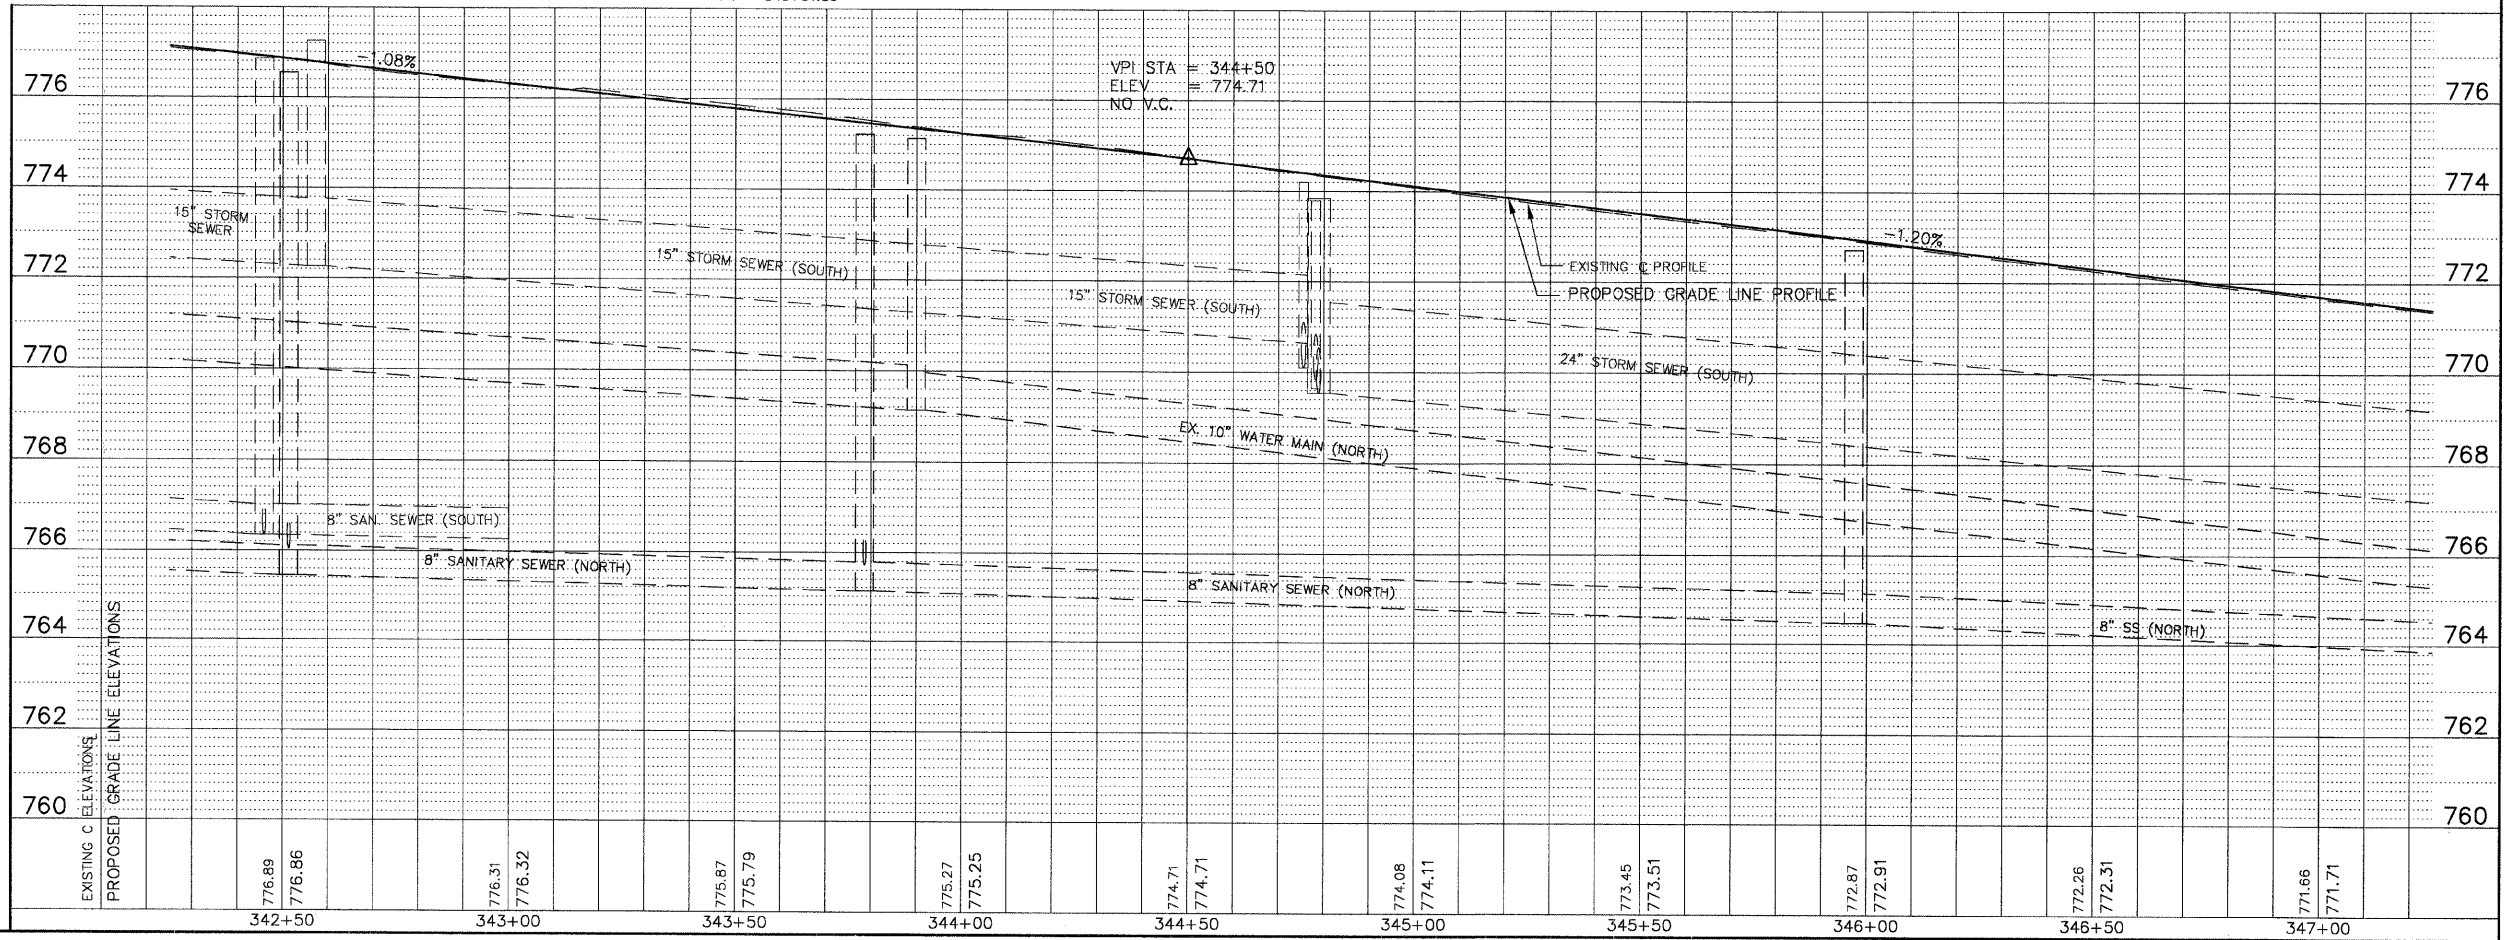 -1.08%
VPI STA = 344+50
ELEV = 774.71
NO V.C.
776
776
774
774
15" STORM
SEWER
-1.20%
772
772
15" STORM SEWER (SOUTH)
EXISTING ℄ PROFILE
PROPOSED GRADE LINE PROFILE
15" STORM SEWER (SOUTH)
770
770
24" STORM SEWER (SOUTH)
768
768
EX. 10" WATER MAIN (NORTH)
8" SAN. SEWER (SOUTH)
766
766
8" SANITARY SEWER (NORTH)
8" SANITARY SEWER (NORTH)
764
764
8" SS (NORTH)
762
762
760
760
EXISTING ℄ ELEVATIONS
PROPOSED GRADE LINE ELEVATIONS
776.89
776.86
776.31
776.32
775.87
775.79
775.27
775.25
774.71
774.71
774.08
774.11
773.45
773.51
772.87
772.91
772.26
772.31
771.66
771.71
342+50
343+00
343+50
344+00
344+50
345+00
345+50
346+00
346+50
347+00